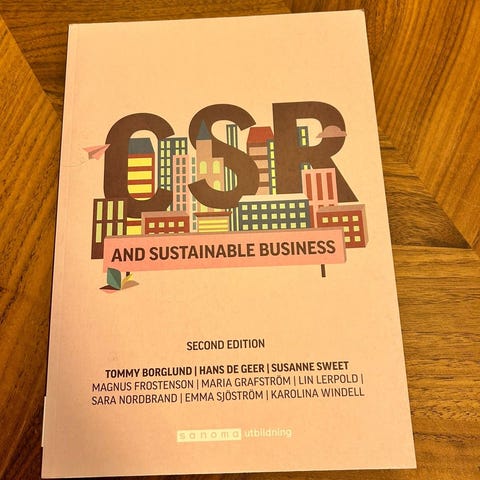 CSR
AND SUSTAINABLE BUSINESS
SECOND EDITION
TOMMY BORGLUND | HANS DE GEER | SUSANNE SWEET
MAGNUS FROSTENSON | MARIA GRAFSTRÖM | LIN LERPOLD |
SARA NORDBRAND | EMMA SJÖSTRÖM | KAROLINA WINDELL
sanoma utbildning